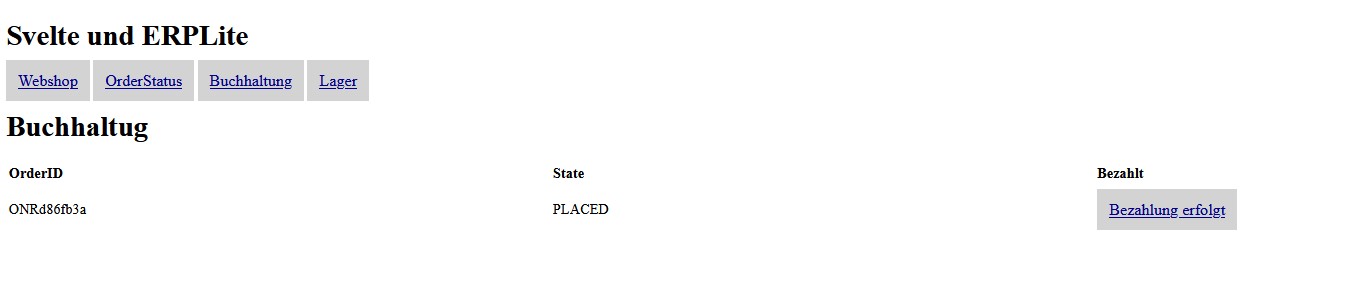 Svelte und ERPLite
Webshop OrderStatus Buchhaltung Lager
Buchhaltug
OrderID State Bezahlt
ONRd86fb3a PLACED Bezahlung erfolgt